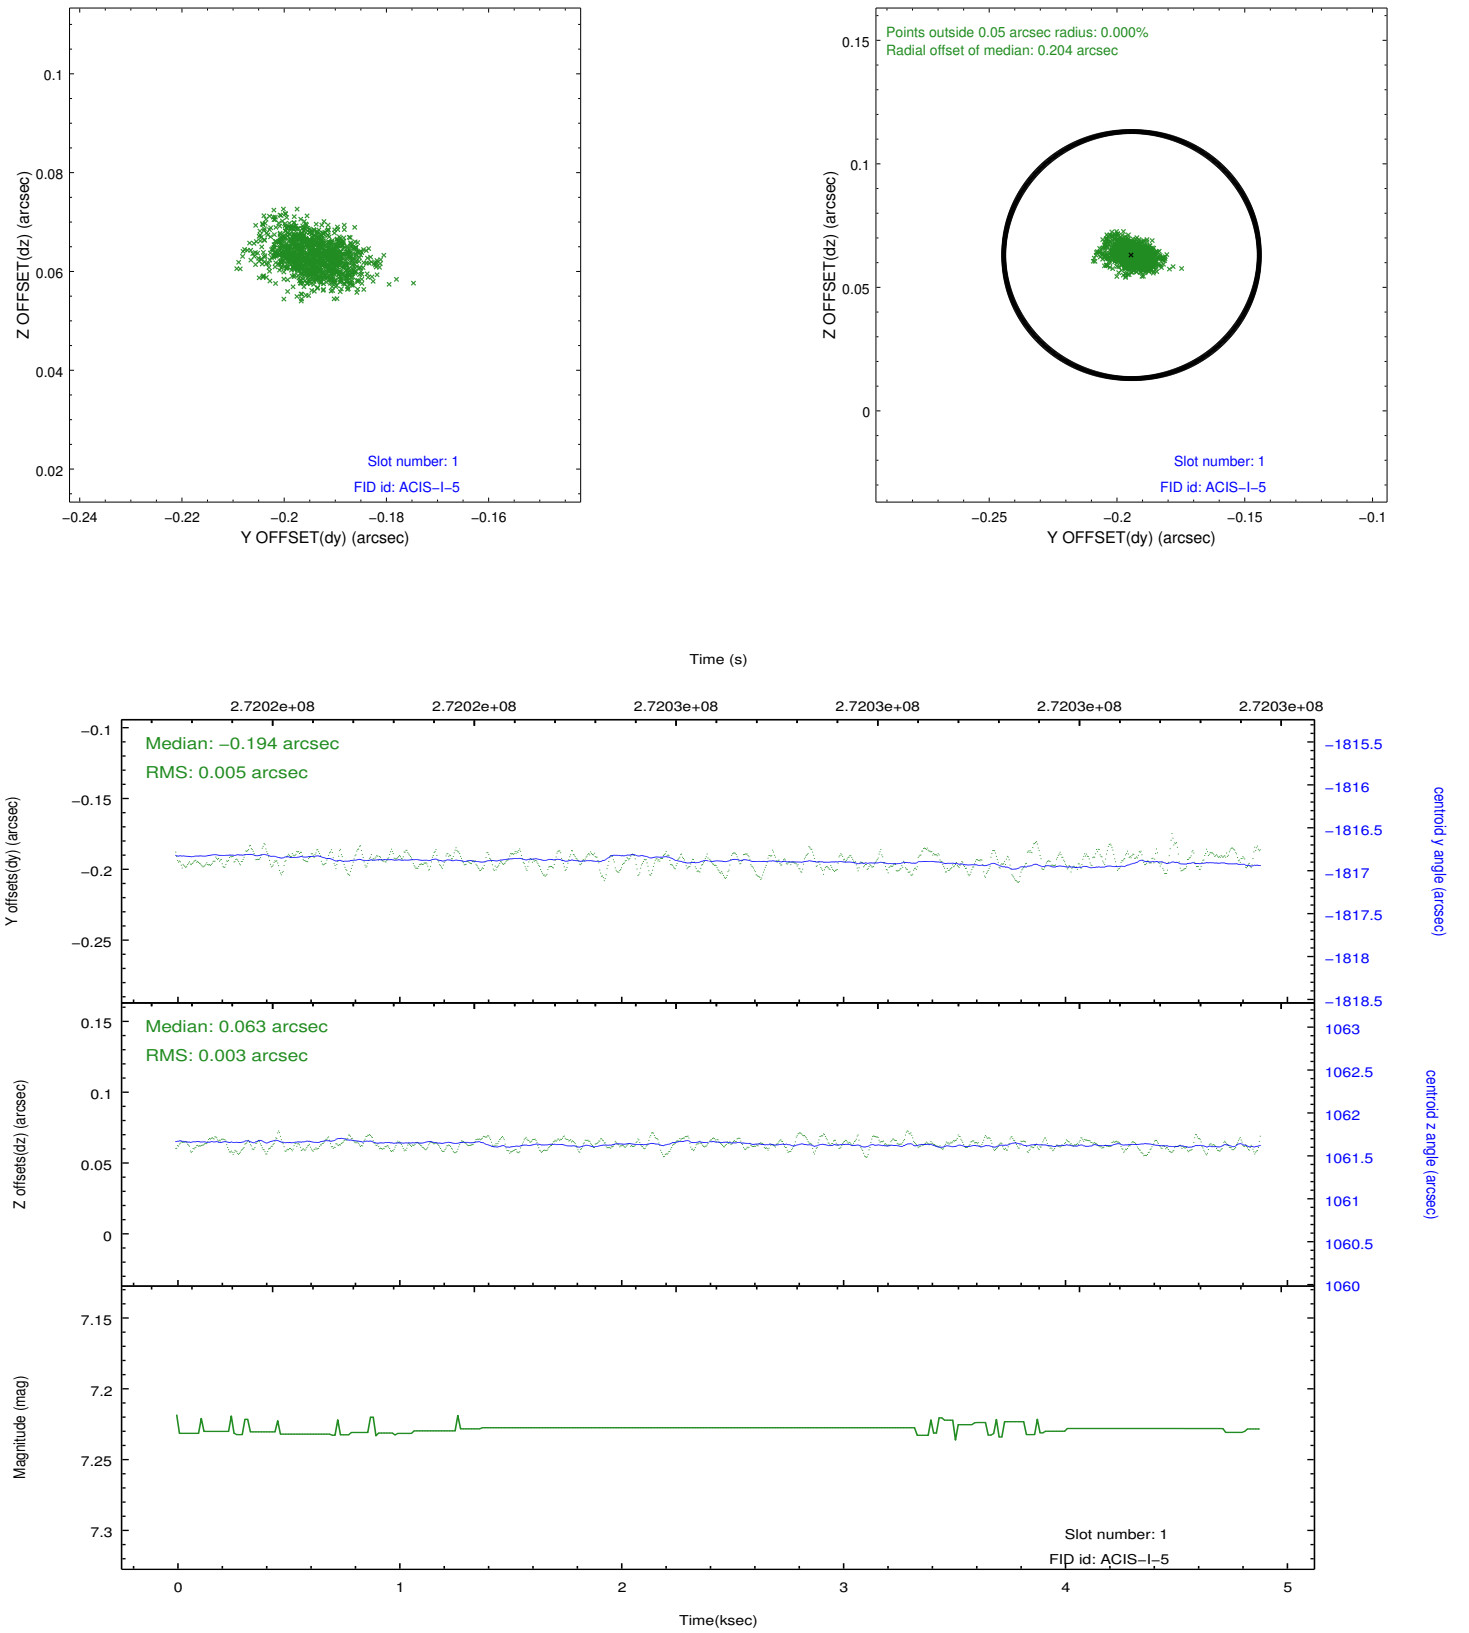 0.1
0.08
0.06
0.04
0.02
Z OFFSET(dz) (arcsec)
Slot number: 1
FID id: ACIS−I−5
−0.24 −0.22 −0.2 −0.18 −0.16
Y OFFSET(dy) (arcsec)
Points outside 0.05 arcsec radius: 0.000%
Radial offset of median: 0.204 arcsec
0.15
0.1
0.05
0
Z OFFSET(dz) (arcsec)
Slot number: 1
FID id: ACIS−I−5
−0.25 −0.2 −0.15 −0.1
Y OFFSET(dy) (arcsec)
Time (s)
2.7202e+08 2.7202e+08 2.7203e+08 2.7203e+08 2.7203e+08 2.7203e+08
Median: −0.194 arcsec
RMS: 0.005 arcsec
−0.1
−0.15
−0.2
−0.25
Y offsets(dy) (arcsec)
−1815.5
−1816
−1816.5
−1817
−1817.5
−1818
−1818.5
centroid y angle (arcsec)
Median: 0.063 arcsec
RMS: 0.003 arcsec
0.15
0.1
0.05
0
Z offsets(dz) (arcsec)
1063
1062.5
1062
1061.5
1061
1060.5
1060
centroid z angle (arcsec)
7.15
7.2
7.25
7.3
Magnitude (mag)
Slot number: 1
FID id: ACIS−I−5
0 1 2 3 4 5
Time(ksec)